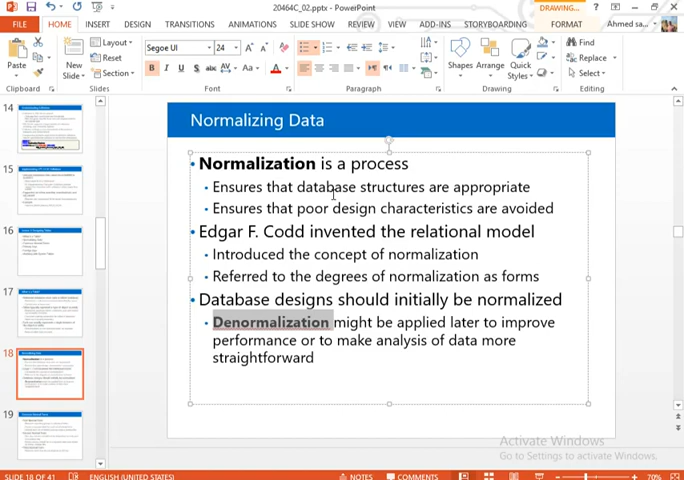 20464C_02.pptx - PowerPoint
DRAWING...
FILE
HOME
INSERT
DESIGN
TRANSITIONS
ANIMATIONS
SLIDE SHOW
REVIEW
VIEW
ADD-INS
STORYBOARDING
FORMAT
Ahmed sa...
Paste
Clipboard
New
Slide
Layout
Reset
Section
Slides
Segoe UI
24
Font
Paragraph
Shapes
Arrange
Quick
Styles
Drawing
Find
Replace
Select
Editing
14
15
16
17
18
19
Normalizing Data
• Normalization is a process
• Ensures that database structures are appropriate
• Ensures that poor design characteristics are avoided
• Edgar F. Codd invented the relational model
• Introduced the concept of normalization
• Referred to the degrees of normalization as forms
• Database designs should initially be normalized
• Denormalization might be applied later to improve
performance or to make analysis of data more
straightforward
Activate Windows
Go to Settings to activate Windows.
SLIDE 18 OF 41
ENGLISH (UNITED STATES)
NOTES
COMMENTS
70%